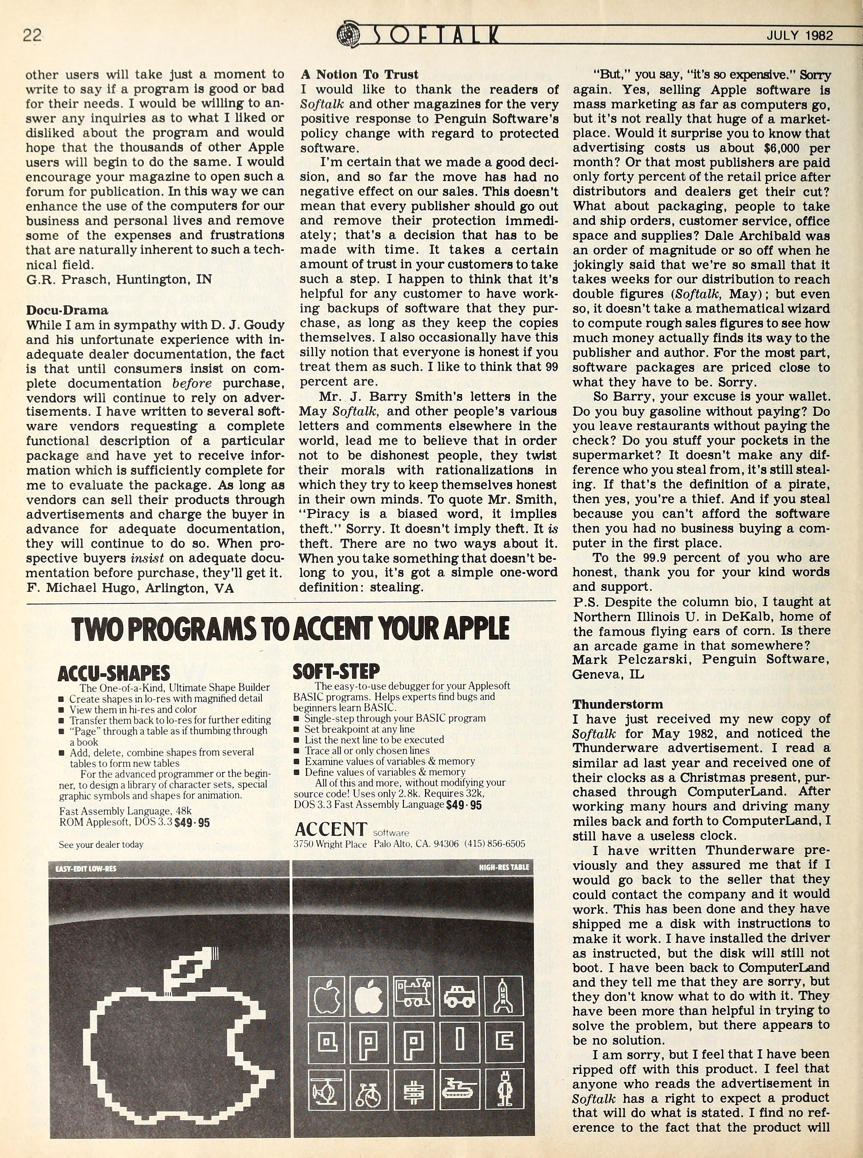 22
SOFTALK
JULY 1982
other users will take just a moment to
write to say if a program is good or bad
for their needs. I would be willing to an-
swer any inquiries as to what I liked or
disliked about the program and would
hope that the thousands of other Apple
users will begin to do the same. I would
encourage your magazine to open such a
forum for publication. In this way we can
enhance the use of the computers for our
business and personal lives and remove
some of the expenses and frustrations
that are naturally inherent to such a tech-
nical field.
G.R. Prasch, Huntington, IN
Docu-Drama
While I am in sympathy with D. J. Goudy
and his unfortunate experience with in-
adequate dealer documentation, the fact
is that until consumers insist on com-
plete documentation before purchase,
vendors will continue to rely on adver-
tisements. I have written to several soft-
ware vendors requesting a complete
functional description of a particular
package and have yet to receive infor-
mation which is sufficiently complete for
me to evaluate the package. As long as
vendors can sell their products through
advertisements and charge the buyer in
advance for adequate documentation,
they will continue to do so. When pro-
spective buyers insist on adequate docu-
mentation before purchase, they'll get it.
F. Michael Hugo, Arlington, VA
A Notion To Trust
I would like to thank the readers of
Softalk and other magazines for the very
positive response to Penguin Software's
policy change with regard to protected
software.
I'm certain that we made a good deci-
sion, and so far the move has had no
negative effect on our sales. This doesn't
mean that every publisher should go out
and remove their protection immedi-
ately; that's a decision that has to be
made with time. It takes a certain
amount of trust in your customers to take
such a step. I happen to think that it's
helpful for any customer to have work-
ing backups of software that they pur-
chase, as long as they keep the copies
themselves. I also occasionally have this
silly notion that everyone is honest if you
treat them as such. I like to think that 99
percent are.
Mr. J. Barry Smith's letters in the
May Softalk, and other people's various
letters and comments elsewhere in the
world, lead me to believe that in order
not to be dishonest people, they twist
their morals with rationalizations in
which they try to keep themselves honest
in their own minds. To quote Mr. Smith,
"Piracy is a biased word, it implies
theft." Sorry. It doesn't imply theft. It is
theft. There are no two ways about it.
When you take something that doesn't be-
long to you, it's got a simple one-word
definition: stealing.
"But," you say, "it's so expensive." Sorry
again. Yes, selling Apple software is
mass marketing as far as computers go,
but it's not really that huge of a market-
place. Would it surprise you to know that
advertising costs us about $6,000 per
month? Or that most publishers are paid
only forty percent of the retail price after
distributors and dealers get their cut?
What about packaging, people to take
and ship orders, customer service, office
space and supplies? Dale Archibald was
an order of magnitude or so off when he
jokingly said that we're so small that it
takes weeks for our distribution to reach
double figures (Softalk, May); but even
so, it doesn't take a mathematical wizard
to compute rough sales figures to see how
much money actually finds its way to the
publisher and author. For the most part,
software packages are priced close to
what they have to be. Sorry.
So Barry, your excuse is your wallet.
Do you buy gasoline without paying? Do
you leave restaurants without paying the
check? Do you stuff your pockets in the
supermarket? It doesn't make any dif-
ference who you steal from, it's still steal-
ing. If that's the definition of a pirate,
then yes, you're a thief. And if you steal
because you can't afford the software
then you had no business buying a com-
puter in the first place.
To the 99.9 percent of you who are
honest, thank you for your kind words
and support.
P.S. Despite the column bio, I taught at
Northern Illinois U. in DeKalb, home of
the famous flying ears of corn. Is there
an arcade game in that somewhere?
Mark Pelczarski, Penguin Software,
Geneva, IL
Thunderstorm
I have just received my new copy of
Softalk for May 1982, and noticed the
Thunderware advertisement. I read a
similar ad last year and received one of
their clocks as a Christmas present, pur-
chased through ComputerLand. After
working many hours and driving many
miles back and forth to ComputerLand, I
still have a useless clock.
I have written Thunderware pre-
viously and they assured me that if I
would go back to the seller that they
could contact the company and it would
work. This has been done and they have
shipped me a disk with instructions to
make it work. I have installed the driver
as instructed, but the disk will still not
boot. I have been back to ComputerLand
and they tell me that they are sorry, but
they don't know what to do with it. They
have been more than helpful in trying to
solve the problem, but there appears to
be no solution.
I am sorry, but I feel that I have been
ripped off with this product. I feel that
anyone who reads the advertisement in
Softalk has a right to expect a product
that will do what is stated. I find no ref-
erence to the fact that the product will
TWO PROGRAMS TO ACCENT YOUR APPLE
ACCU-SHAPES
The One-of-a-Kind, Ultimate Shape Builder
■ Create shapes in lo-res with magnified detail
■ View them in hi-res and color
■ Transfer them back to lo-res for further editing
■ "Page" through a table as if thumbing through
a book
■ Add, delete, combine shapes from several
tables to form new tables
For the advanced programmer or the begin-
ner, to design a library of character sets, special
graphic symbols and shapes for animation.
Fast Assembly Language, 48k
ROM Applesoft, DOS 3.3 $49.95
See your dealer today
SOFT-STEP
The easy-to-use debugger for your Applesoft
BASIC programs. Helps experts find bugs and
beginners learn BASIC.
■ Single-step through your BASIC program
■ Set breakpoint at any line
■ List the next line to be executed
■ Trace all or only chosen lines
■ Examine values of variables & memory
■ Define values of variables & memory
All of this and more, without modifying your
source code! Uses only 2.8k. Requires 32k,
DOS 3.3 Fast Assembly Language $49.95
ACCENT software
3750 Wright Place Palo Alto, CA. 94306 (415) 856-6505
EASY-EDIT LOW-RES
HIGH-RES TABLE
USA
a P P I E